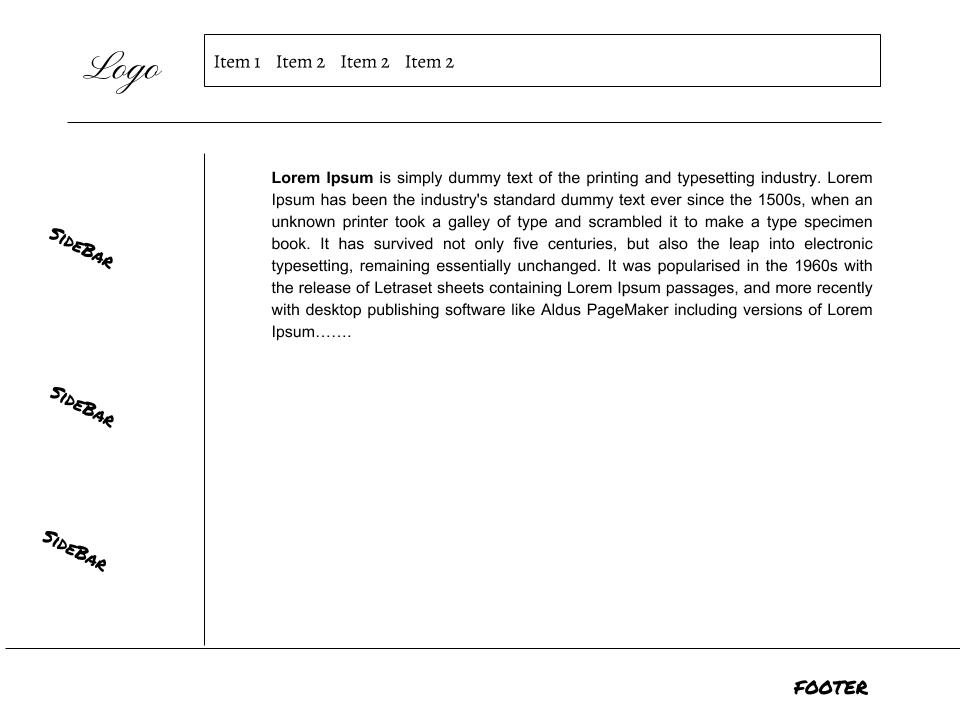 Logo
Item 1 Item 2 Item 2 Item 2
Lorem Ipsum is simply dummy text of the printing and typesetting industry. Lorem
Ipsum has been the industry's standard dummy text ever since the 1500s, when an
unknown printer took a galley of type and scrambled it to make a type specimen
book. It has survived not only five centuries, but also the leap into electronic
typesetting, remaining essentially unchanged. It was popularised in the 1960s with
the release of Letraset sheets containing Lorem Ipsum passages, and more recently
with desktop publishing software like Aldus PageMaker including versions of Lorem
Ipsum.......
SideBar
SideBar
SideBar
FOOTER